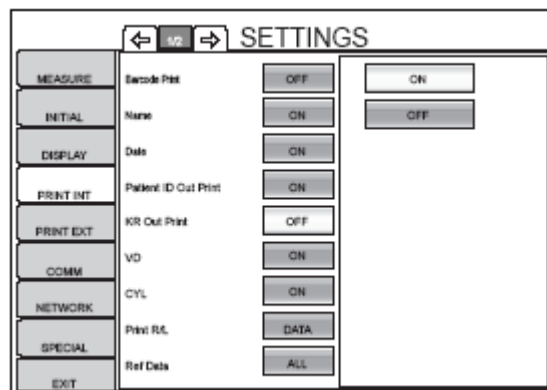 1/2 SETTINGS
MEASURE
INITIAL
DISPLAY
PRINT INT
PRINT EXT
COMM
NETWORK
SPECIAL
EXIT
Barcode Print OFF
Name ON
Date ON
Patient ID Out Print ON
KR Out Print OFF
VD ON
CYL ON
Print R/L DATA
Ref Data ALL
ON
OFF